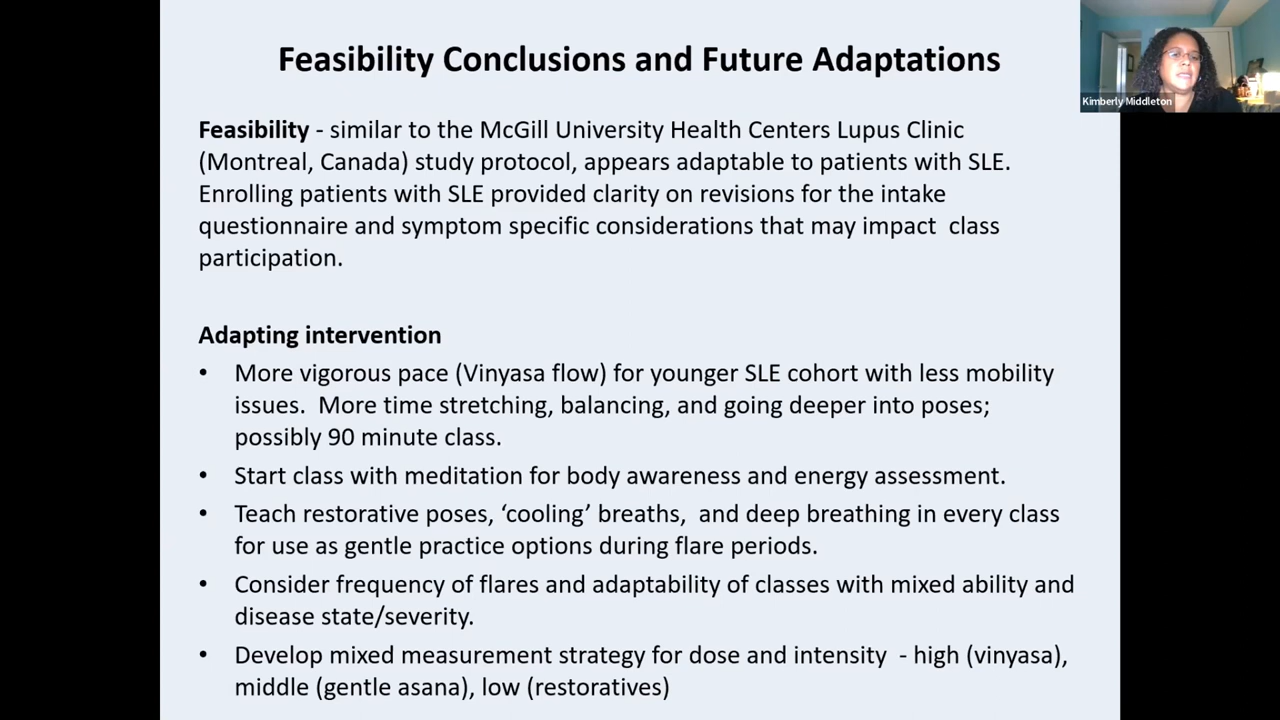 Feasibility Conclusions and Future Adaptations
Kimberly Middleton
Feasibility - similar to the McGill University Health Centers Lupus Clinic
(Montreal, Canada) study protocol, appears adaptable to patients with SLE.
Enrolling patients with SLE provided clarity on revisions for the intake
questionnaire and symptom specific considerations that may impact  class
participation.
Adapting intervention
• More vigorous pace (Vinyasa flow) for younger SLE cohort with less mobility
issues.  More time stretching, balancing, and going deeper into poses;
possibly 90 minute class.
• Start class with meditation for body awareness and energy assessment.
• Teach restorative poses, ‘cooling’ breaths,  and deep breathing in every class
for use as gentle practice options during flare periods.
• Consider frequency of flares and adaptability of classes with mixed ability and
disease state/severity.
• Develop mixed measurement strategy for dose and intensity  - high (vinyasa),
middle (gentle asana), low (restoratives)